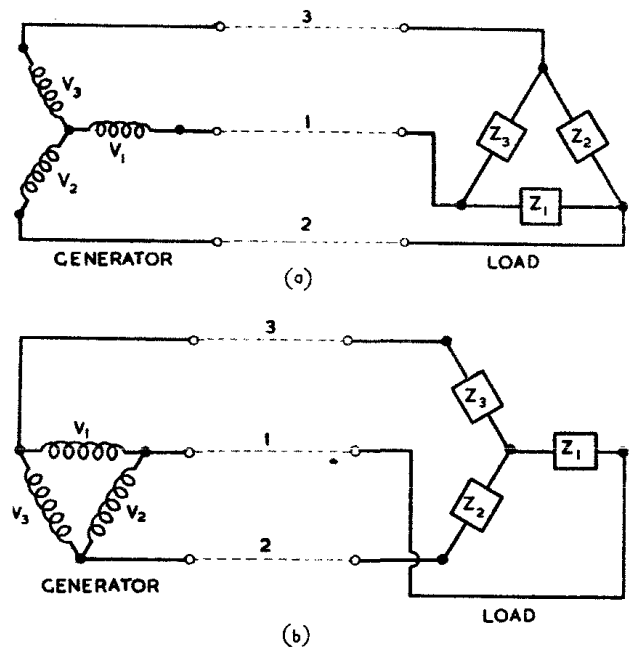 3
V3
V1
1
V2
Z3
Z2
Z1
2
GENERATOR
LOAD
(a)
3
Z3
V1
1
Z1
V3
V2
Z2
2
GENERATOR
LOAD
(b)